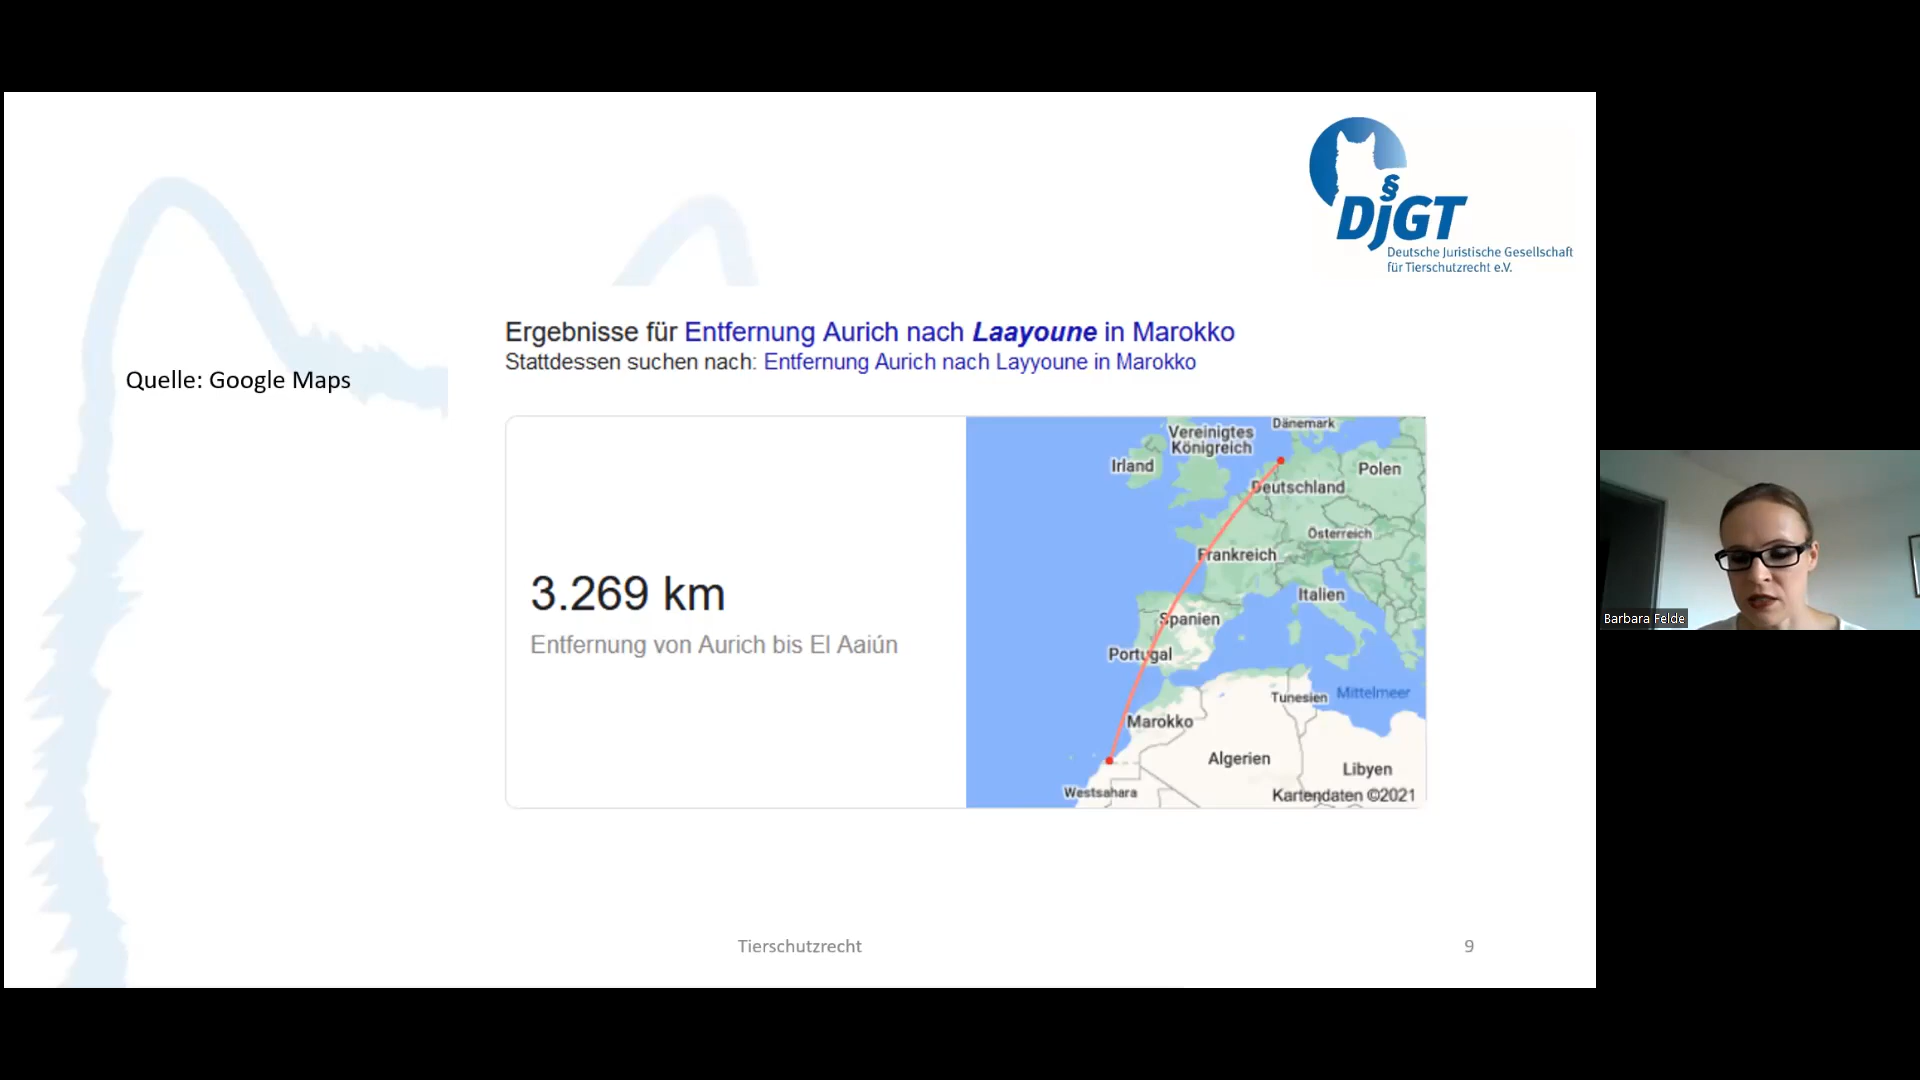 §
DjGT
Deutsche Juristische Gesellschaft
für Tierschutzrecht e.V.
Ergebnisse für Entfernung Aurich nach Laayoune in Marokko
Stattdessen suchen nach: Entfernung Aurich nach Layyoune in Marokko
Quelle: Google Maps
3.269 km
Entfernung von Aurich bis El Aaiún
Dänemark
Vereinigtes
Königreich
Irland
Polen
Deutschland
Österreich
Frankreich
Italien
Spanien
Portugal
Mittelmeer
Tunesien
Marokko
Algerien
Libyen
Westsahara
Kartendaten ©2021
Barbara Felde
Tierschutzrecht
9